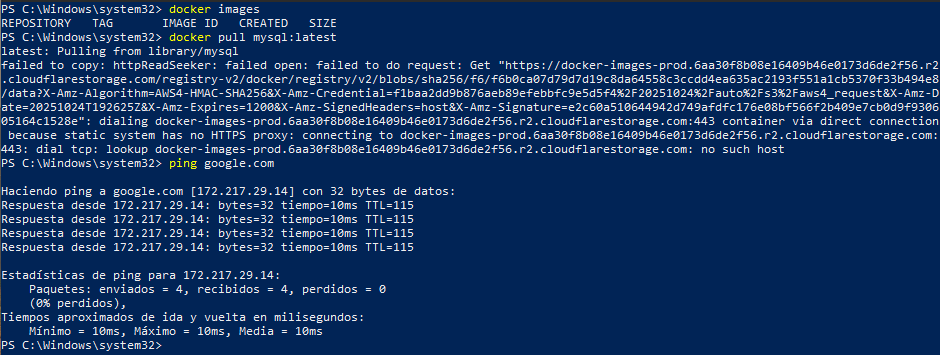 PS C:\Windows\system32> docker images
REPOSITORY   TAG       IMAGE ID   CREATED   SIZE
PS C:\Windows\system32> docker pull mysql:latest
latest: Pulling from library/mysql
failed to copy: httpReadSeeker: failed open: failed to do request: Get "https://docker-images-prod.6aa30f8b08e16409b46e0173d6de2f56.r2
.cloudflarestorage.com/registry-v2/docker/registry/v2/blobs/sha256/f6/f6b0ca07d79d7d19c8da64558c3ccdd4ea635ac2193f551a1cb5370f33b494e8
/data?X-Amz-Algorithm=AWS4-HMAC-SHA256&X-Amz-Credential=f1baa2dd9b876aeb89efebbfc9e5d5f4%2F20251024%2Fauto%2Fs3%2Faws4_request&X-Amz-D
ate=20251024T192625Z&X-Amz-Expires=1200&X-Amz-SignedHeaders=host&X-Amz-Signature=e2c60a510644942d749afdfc176e08bf566f2b409e7cb0d9f9306
05164c1528e": dialing docker-images-prod.6aa30f8b08e16409b46e0173d6de2f56.r2.cloudflarestorage.com:443 container via direct connection
 because static system has no HTTPS proxy: connecting to docker-images-prod.6aa30f8b08e16409b46e0173d6de2f56.r2.cloudflarestorage.com:
443: dial tcp: lookup docker-images-prod.6aa30f8b08e16409b46e0173d6de2f56.r2.cloudflarestorage.com: no such host
PS C:\Windows\system32> ping google.com
Haciendo ping a google.com [172.217.29.14] con 32 bytes de datos:
Respuesta desde 172.217.29.14: bytes=32 tiempo=10ms TTL=115
Respuesta desde 172.217.29.14: bytes=32 tiempo=10ms TTL=115
Respuesta desde 172.217.29.14: bytes=32 tiempo=10ms TTL=115
Respuesta desde 172.217.29.14: bytes=32 tiempo=10ms TTL=115
Estadísticas de ping para 172.217.29.14:
    Paquetes: enviados = 4, recibidos = 4, perdidos = 0
    (0% perdidos),
Tiempos aproximados de ida y vuelta en milisegundos:
    Mínimo = 10ms, Máximo = 10ms, Media = 10ms
PS C:\Windows\system32>